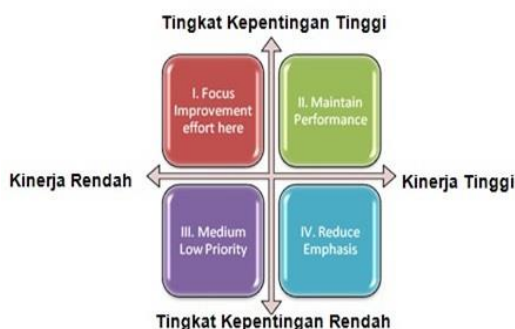 Tingkat Kepentingan Tinggi
I. Focus
Improvement
effort here
II. Maintain
Performance
Kinerja Rendah
Kinerja Tinggi
III. Medium
Low Priority
IV. Reduce
Emphasis
Tingkat Kepentingan Rendah